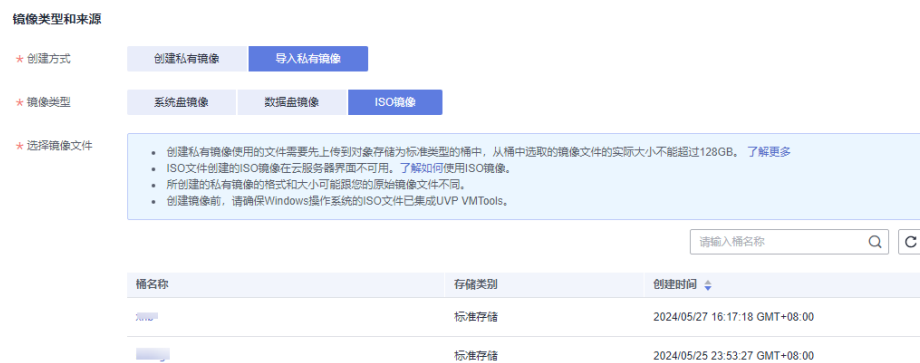 镜像类型和来源
★ 创建方式 创建私有镜像 导入私有镜像
★ 镜像类型 系统盘镜像 数据盘镜像 ISO镜像
★ 选择镜像文件
• 创建私有镜像使用的文件需要先上传到对象存储为标准类型的桶中，从桶中选取的镜像文件的实际大小不能超过128GB。 了解更多
• ISO文件创建的ISO镜像在云服务器界面不可用。了解如何使用ISO镜像。
• 所创建的私有镜像的格式和大小可能跟您的原始镜像文件不同。
• 创建镜像前，请确保Windows操作系统的ISO文件已集成UVP VMTools。
请输入桶名称
桶名称 存储类别 创建时间
标准存储 2024/05/27 16:17:18 GMT+08:00
标准存储 2024/05/25 23:53:27 GMT+08:00